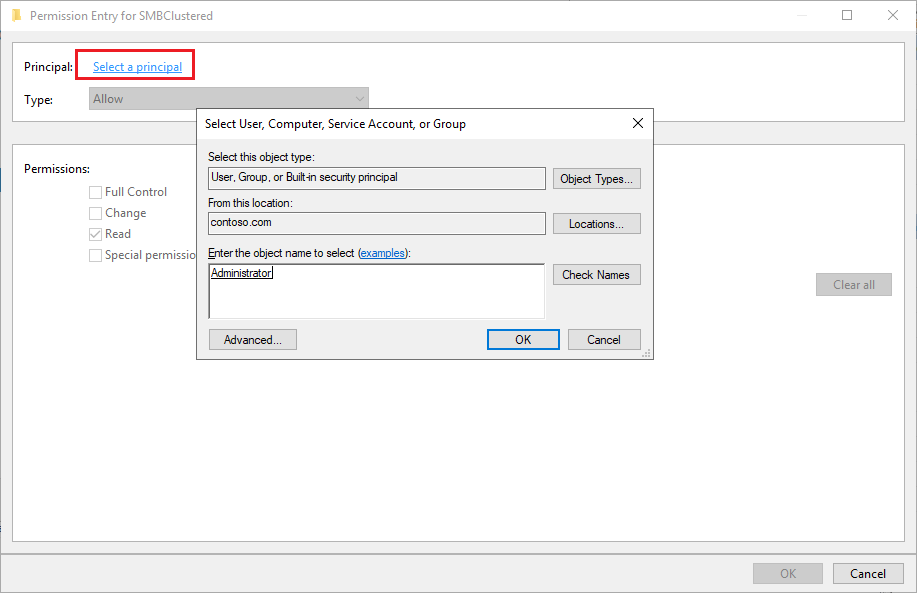 Permission Entry for SMBClustered
Principal: Select a principal
Type: Allow
Select User, Computer, Service Account, or Group
Select this object type:
User, Group, or Built-in security principal
Object Types...
From this location:
contoso.com
Locations...
Enter the object name to select (examples):
Administrator
Check Names
Advanced...
OK
Cancel
Permissions:
Full Control
Change
Read
Special permissio
Clear all
OK
Cancel